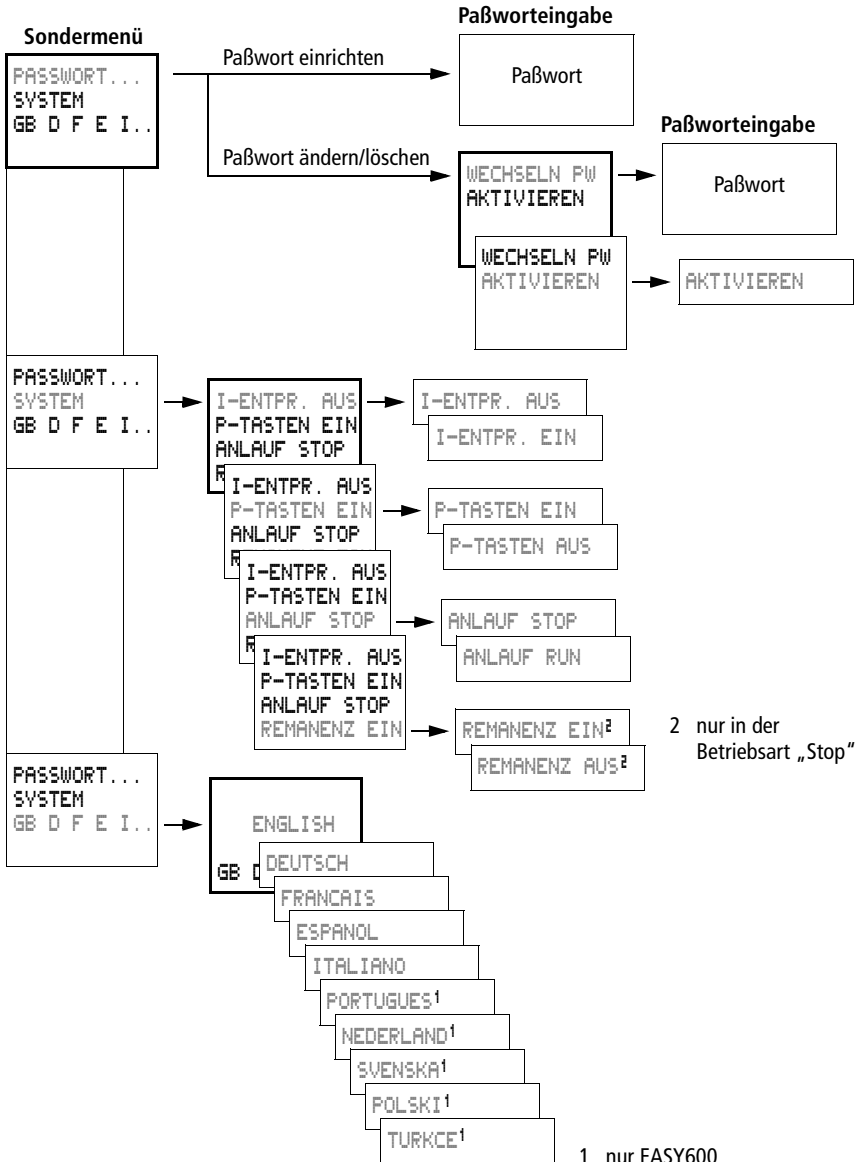 Sondermenü
PASSWORT...
SYSTEM
GB D F E I..
Paßwort einrichten
Paßworteingabe
Paßwort
Paßwort ändern/löschen
WECHSELN PW
AKTIVIEREN
Paßworteingabe
Paßwort
WECHSELN PW
AKTIVIEREN
AKTIVIEREN
PASSWORT...
SYSTEM
GB D F E I..
I-ENTPR. AUS
P-TASTEN EIN
ANLAUF STOP
R
I-ENTPR. AUS
I-ENTPR. EIN
I-ENTPR. AUS
P-TASTEN EIN
ANLAUF STOP
R
P-TASTEN EIN
P-TASTEN AUS
I-ENTPR. AUS
P-TASTEN EIN
ANLAUF STOP
R
ANLAUF STOP
ANLAUF RUN
I-ENTPR. AUS
P-TASTEN EIN
ANLAUF STOP
REMANENZ EIN
REMANENZ EIN²
REMANENZ AUS²
2 nur in der
Betriebsart „Stop"
PASSWORT...
SYSTEM
GB D F E I..
ENGLISH
GB D
DEUTSCH
FRANCAIS
ESPANOL
ITALIANO
PORTUGUES¹
NEDERLAND¹
SVENSKA¹
POLSKI¹
TURKCE¹
1 nur EASY600